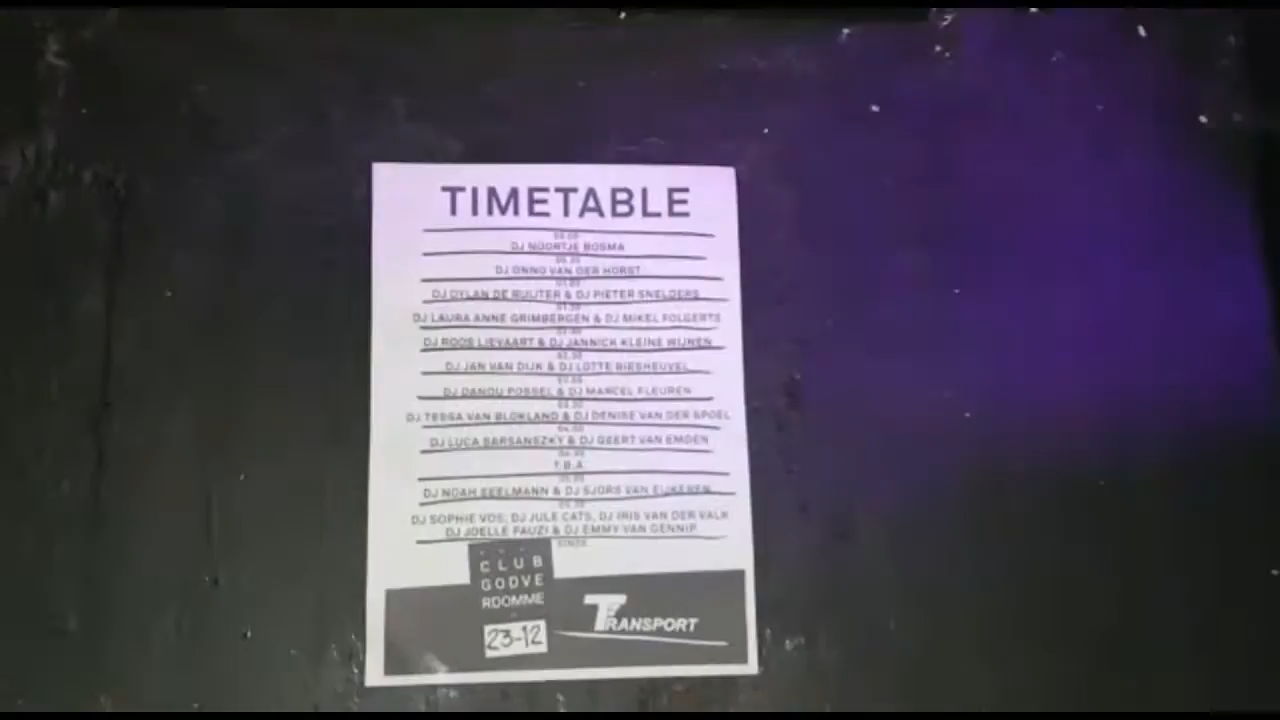 TIMETABLE
DJ NOORTJE BOSMA
DJ ONNO VAN DER HORST
DJ DYLAN DE RUIJTER & DJ PIETER SNELDERS
DJ LAURA ANNE GRIMBERGEN & DJ MIKEL FOLGERTS
DJ ROOS LIEVAART & DJ JANNICK KLEINE WIJNEN
DJ JAN VAN DIJK & DJ LOTTE BIESHEUVEL
DJ DANOU POSSEL & DJ MARCEL FLEUREN
DJ TESSA VAN BLOKLAND & DJ DENISE VAN DER SPOEL
DJ LUCA BARSANSZKY & DJ GEERT VAN EMDEN
T.B.A.
DJ NOAH EEELMANN & DJ SJORS VAN EIJKEREN
DJ SOPHIE VOS, DJ JULE CATS, DJ IRIS VAN DER VALK
DJ JOELLE FAUZI & DJ EMMY VAN GENNIP
EINDE
CLUB
GODVE
RDOMME
23-12
TRANSPORT